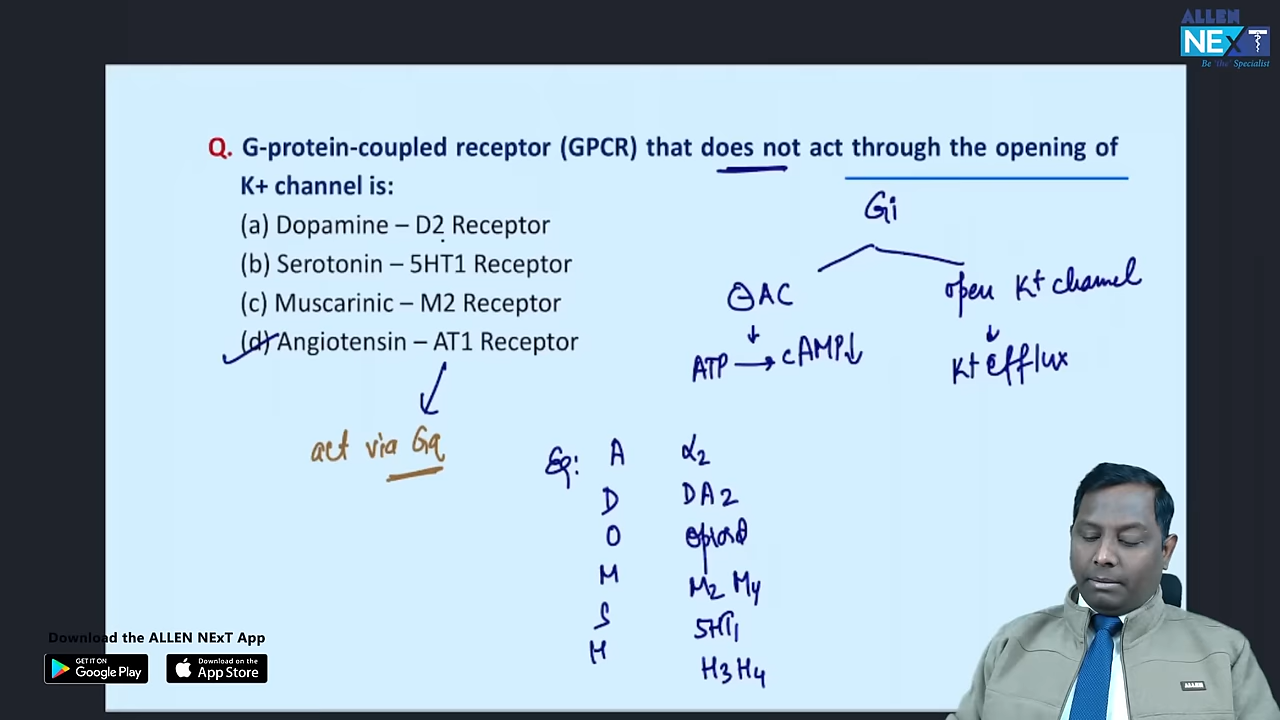 ALLEN
NEXT
Be "the" Specialist
Q. G-protein-coupled receptor (GPCR) that does not act through the opening of
K+ channel is:
(a) Dopamine – D2 Receptor
(b) Serotonin – 5HT1 Receptor
(c) Muscarinic – M2 Receptor
(d) Angiotensin – AT1 Receptor
Gi
⊖AC
open K+ channel
↓
↓
ATP → cAMP↓
K+ efflux
act via Gq
Eg: A α2
D DA2
O opioid
M M2 M4
S 5HT1
H H3 H4
Download the ALLEN NExT App
GET IT ON
Google Play
Download on the
App Store
ALLEN